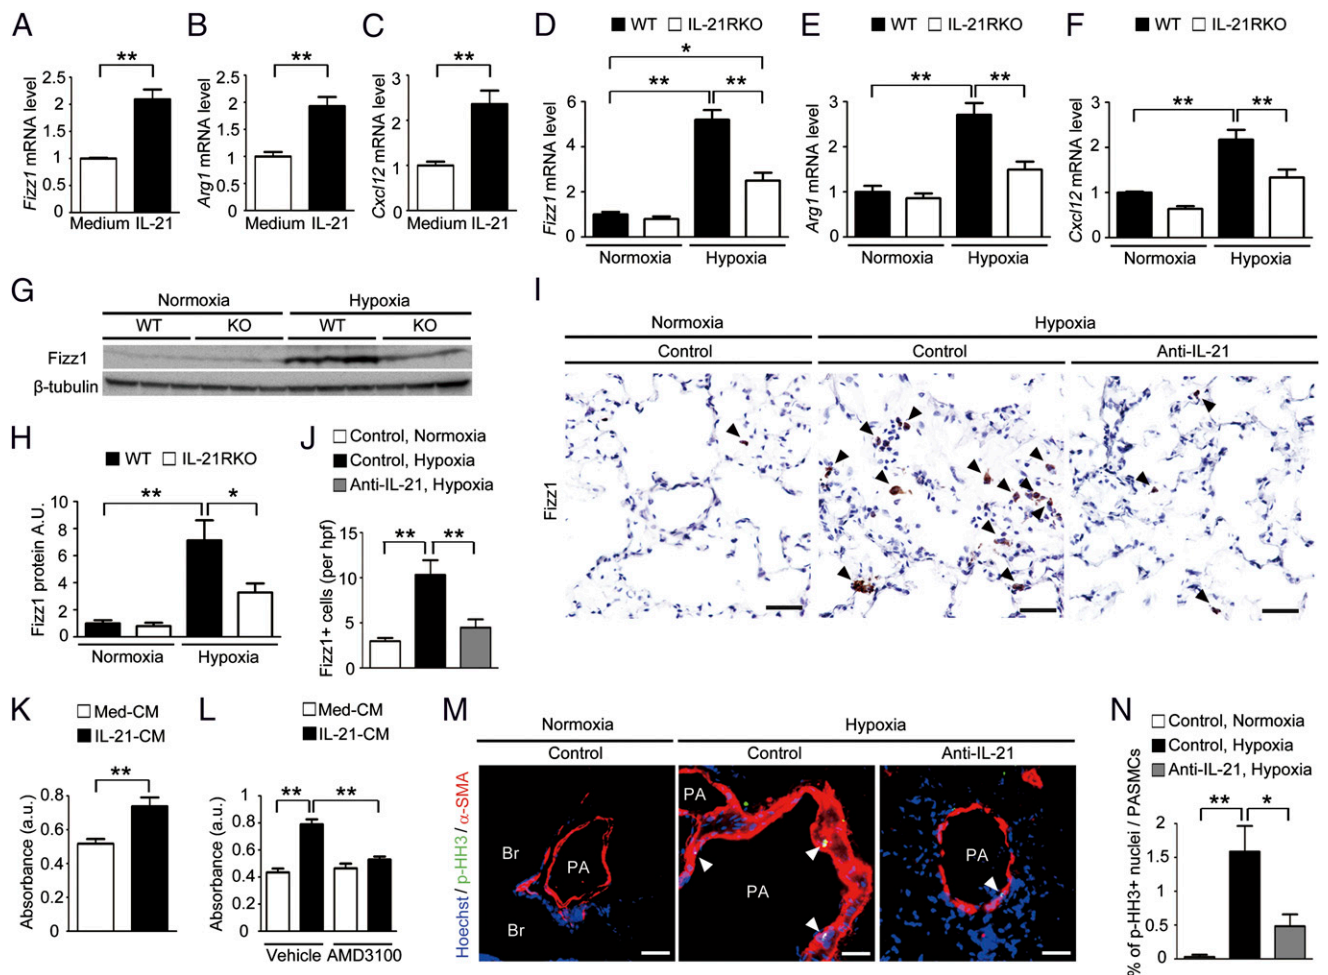 A
**
Fizz1 mRNA level
2.5
2
1.5
1
0.5
0
Medium IL-21
B
**
Arg1 mRNA level
2.5
2
1.5
1
0.5
0
Medium IL-21
C
**
Cxcl12 mRNA level
3
2
1
0
Medium IL-21
D
WT IL-21RKO
*
** **
Fizz1 mRNA level
6
4
2
0
Normoxia Hypoxia
E
WT IL-21RKO
** **
Arg1 mRNA level
4
3
2
1
0
Normoxia Hypoxia
F
WT IL-21RKO
** **
Cxcl12 mRNA level
3
2
1
0
Normoxia Hypoxia
G
Normoxia Hypoxia
WT KO WT KO
Fizz1
β-tubulin
H
WT IL-21RKO
** *
Fizz1 protein A.U.
10
8
6
4
2
0
Normoxia Hypoxia
I
Normoxia Hypoxia
Control Control Anti-IL-21
Fizz1
J
Control, Normoxia
Control, Hypoxia
Anti-IL-21, Hypoxia
** **
Fizz1+ cells (per hpf)
15
10
5
0
K
Med-CM
IL-21-CM
**
Absorbance (a.u.)
0.8
0.6
0.4
0.2
0
L
Med-CM
IL-21-CM
** **
Absorbance (a.u.)
1
0.8
0.6
0.4
0.2
0
Vehicle AMD3100
M
Normoxia Hypoxia
Control Control Anti-IL-21
Hoechst / p-HH3 / α-SMA
Br
PA
Br
PA
PA
PA
N
Control, Normoxia
Control, Hypoxia
Anti-IL-21, Hypoxia
** *
% of p-HH3+ nuclei / PASMCs
2
1.5
1
0.5
0